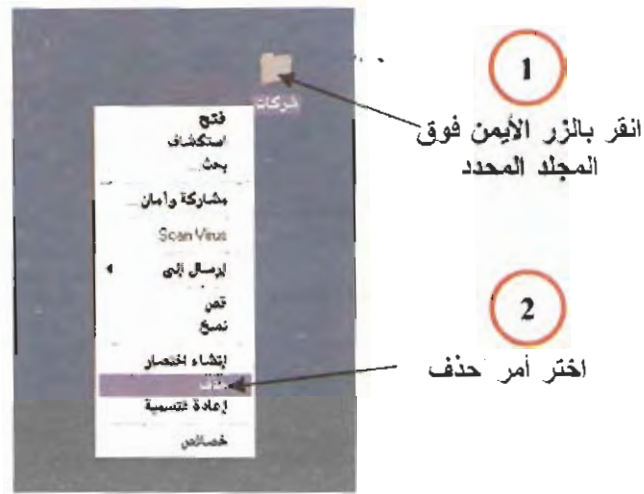 1
انقر بالزر الأيمن فوق
المجلد المحدد
شركات
فتح
استكشاف
بحث...
مشاركة وأمان...
Scan Virus
إرسال إلى
قص
نسخ
إنشاء اختصار
حذف
إعادة تسمية
خصائص
2
اختر أمر حذف